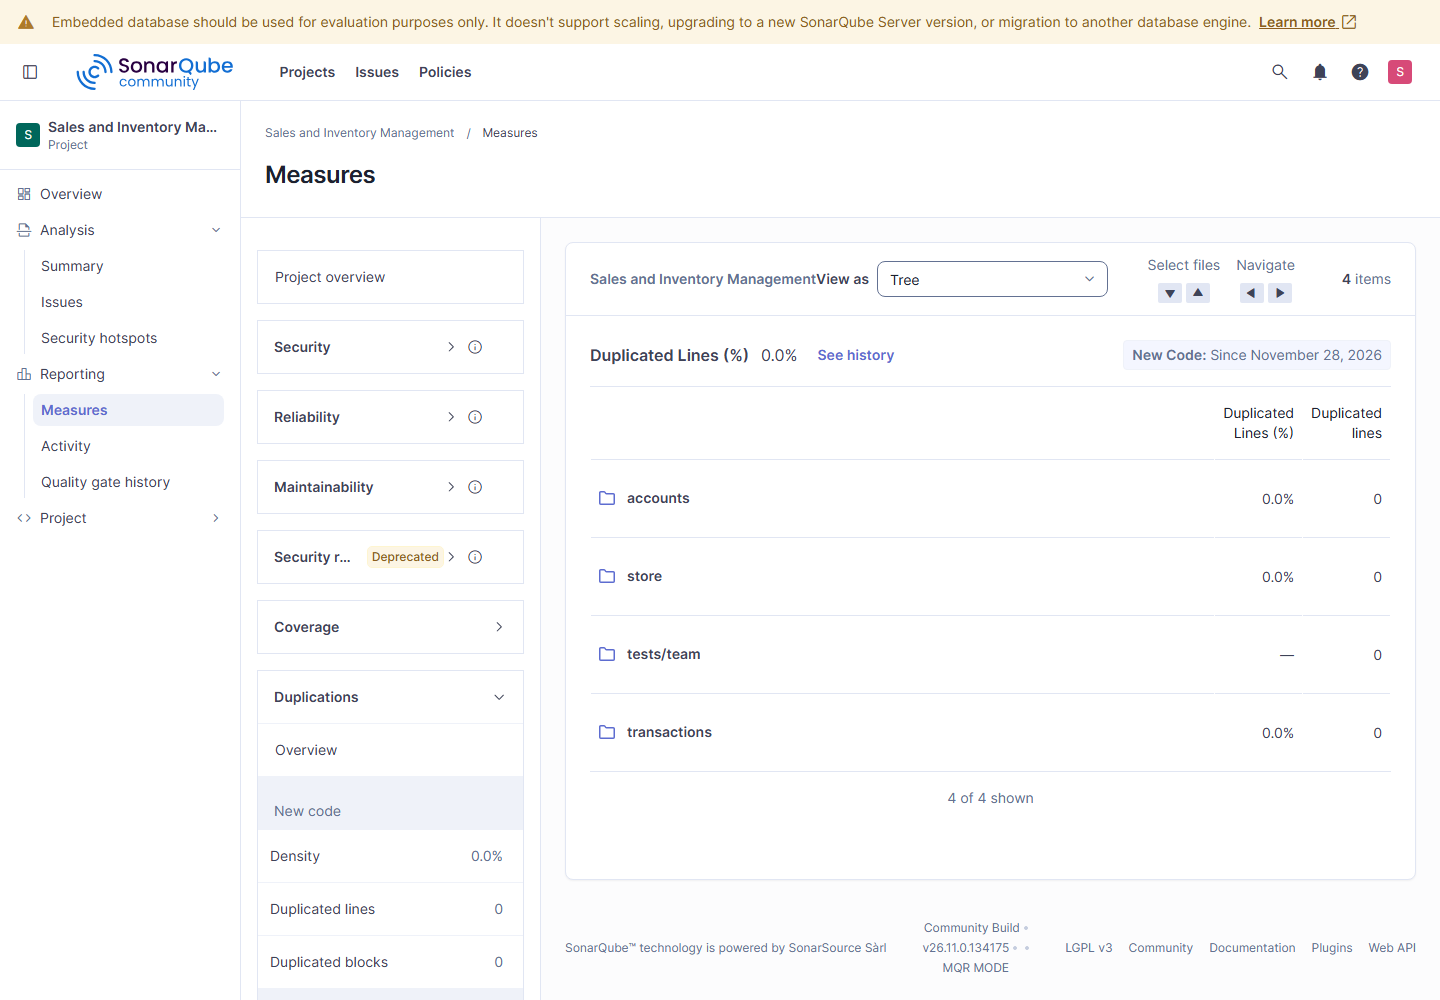 Embedded database should be used for evaluation purposes only. It doesn't support scaling, upgrading to a new SonarQube Server version, or migration to another database engine. Learn more
SonarQube community
Projects Issues Policies
? S
S Sales and Inventory Ma...
Project
Overview
Analysis
Summary
Issues
Security hotspots
Reporting
Measures
Activity
Quality gate history
Project
Sales and Inventory Management / Measures
Measures
Project overview
Security
Reliability
Maintainability
Security r... Deprecated
Coverage
Duplications
Overview
New code
Density 0.0%
Duplicated lines 0
Duplicated blocks 0
Sales and Inventory Management View as Tree
Select files Navigate
4 items
Duplicated Lines (%) 0.0% See history
New Code: Since November 28, 2026
Duplicated Lines (%) Duplicated lines
accounts 0.0% 0
store 0.0% 0
tests/team — 0
transactions 0.0% 0
4 of 4 shown
SonarQube™ technology is powered by SonarSource Sàrl
Community Build •
v26.11.0.134175 • •
MQR MODE
LGPL v3 Community Documentation Plugins Web API